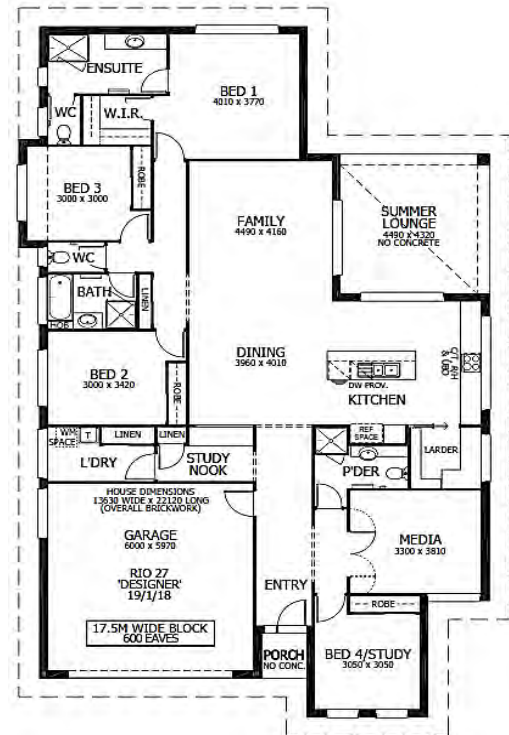 ENSUITE
BED 1
4010 x 3770
WC
W.I.R.
BED 3
3000 x 3000
ROBE
FAMILY
4490 x 4160
SUMMER
LOUNGE
4490 x 4320
NO CONCRETE
WC
BATH
LINEN
HOB
DINING
3960 x 4010
BED 2
3000 x 3420
ROBE
DW PROV.
KITCHEN
CT, R/H
& CBD
WM
SPACE
T
LINEN
LINEN
REF
SPACE
LARDER
L'DRY
STUDY
NOOK
P'DER
HOUSE DIMENSIONS
13630 WIDE x 22120 LONG
(OVERALL BRICKWORK)
GARAGE
6000 x 5970
MEDIA
3300 x 3810
RIO 27
'DESIGNER'
19/1/18
ENTRY
ROBE
17.5M WIDE BLOCK
600 EAVES
PORCH
NO CONC.
BED 4/STUDY
3050 x 3050